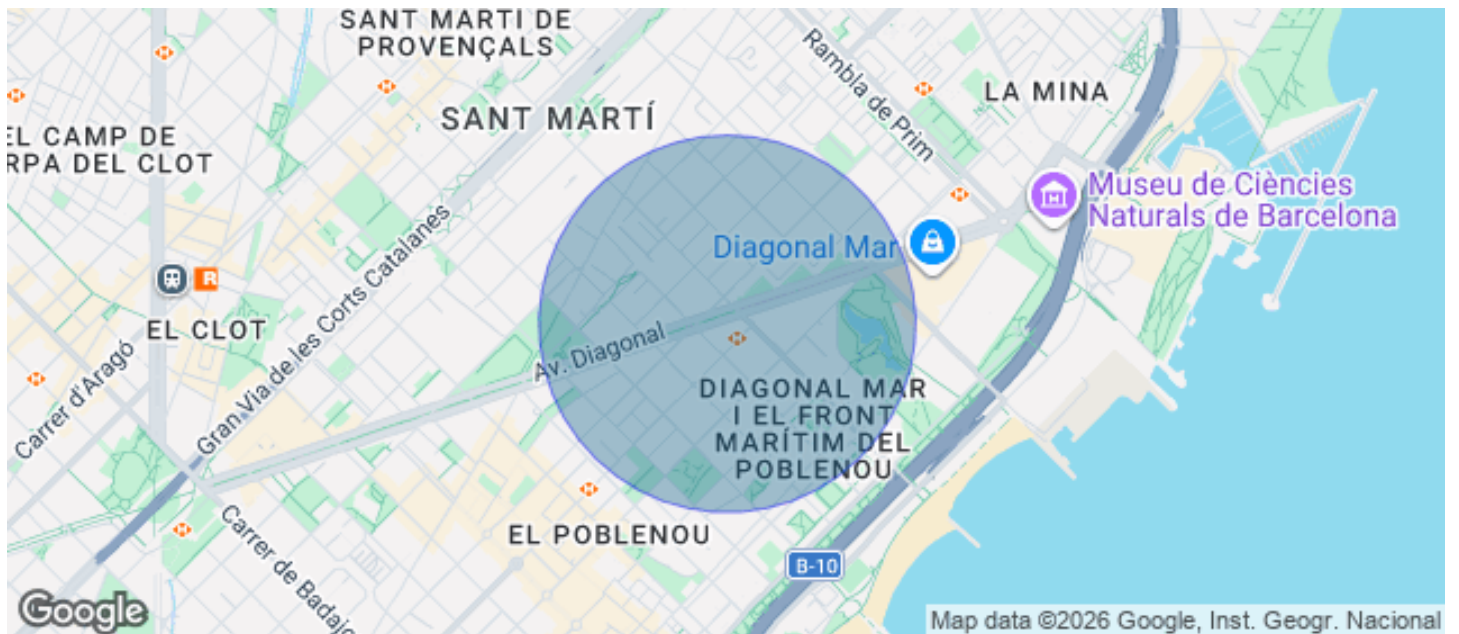 SANT MARTI DE
PROVENÇALS
Rambla de Prim
LA MINA
SANT MARTÍ
EL CAMP DE
RPA DEL CLOT
Museu de Ciències
Naturals de Barcelona
Diagonal Mar
Gran Via de les Corts Catalanes
R
EL CLOT
Carrer d'Aragó
Av. Diagonal
DIAGONAL MAR
I EL FRONT
MARÍTIM DEL
POBLENOU
EL POBLENOU
Carrer de Badajo
B-10
Google
Map data ©2026 Google, Inst. Geogr. Nacional